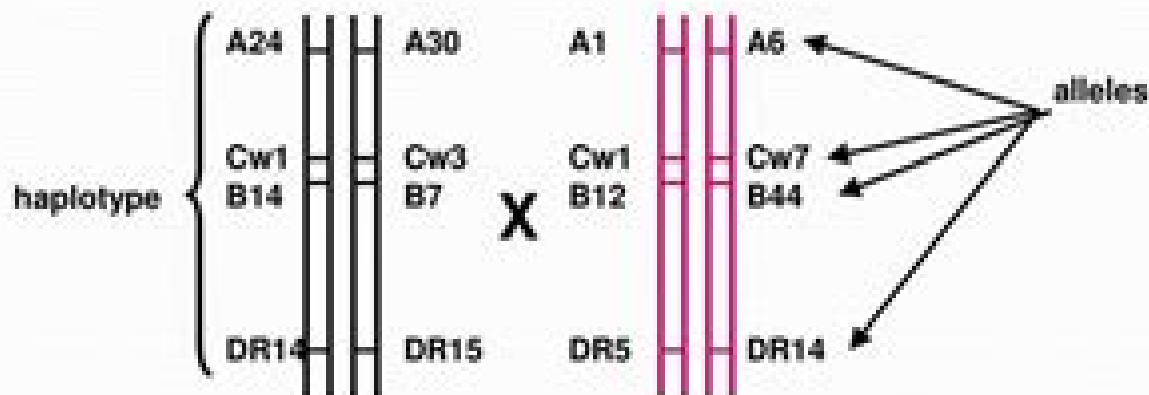 A24 A30 A1 A6
alleles
Cw1 Cw3 Cw1 Cw7
haplotype B14 B7 X B12 B44
DR14 DR15 DR5 DR14